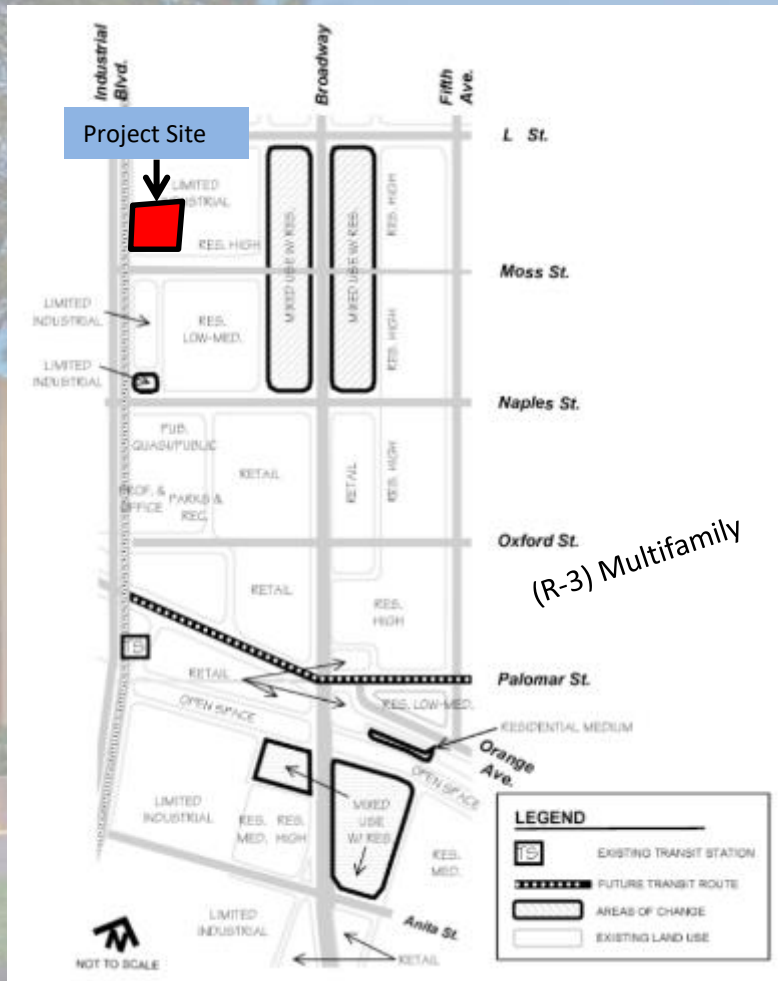 Industrial
Blvd.
Broadway
Fifth
Ave.
Project Site
L St.
LIMITED
INDUSTRIAL
RES. HIGH
MIXED USE W/ RES.
MIXED USE W/ RES.
RES. HIGH
Moss St.
LIMITED
INDUSTRIAL
RES.
LOW-MED.
RES. HIGH
LIMITED
INDUSTRIAL
Naples St.
PUB.
QUASI/PUBLIC
RETAIL
RETAIL
RES. HIGH
PROF. &
OFFICE
PARKS &
REC.
Oxford St.
(R-3) Multifamily
RETAIL
RES.
HIGH
TS
RETAIL
Palomar St.
OPEN SPACE
RES. LOW-MED.
RESIDENTIAL MEDIUM
Orange
Ave.
OPEN SPACE
LIMITED
INDUSTRIAL
RES.
MED.
RES.
HIGH
MIXED
USE
W/ RES
RES.
MED.
Anita St.
LIMITED
INDUSTRIAL
RETAIL
NOT TO SCALE
LEGEND
TS EXISTING TRANSIT STATION
FUTURE TRANSIT ROUTE
AREAS OF CHANGE
EXISTING LAND USE